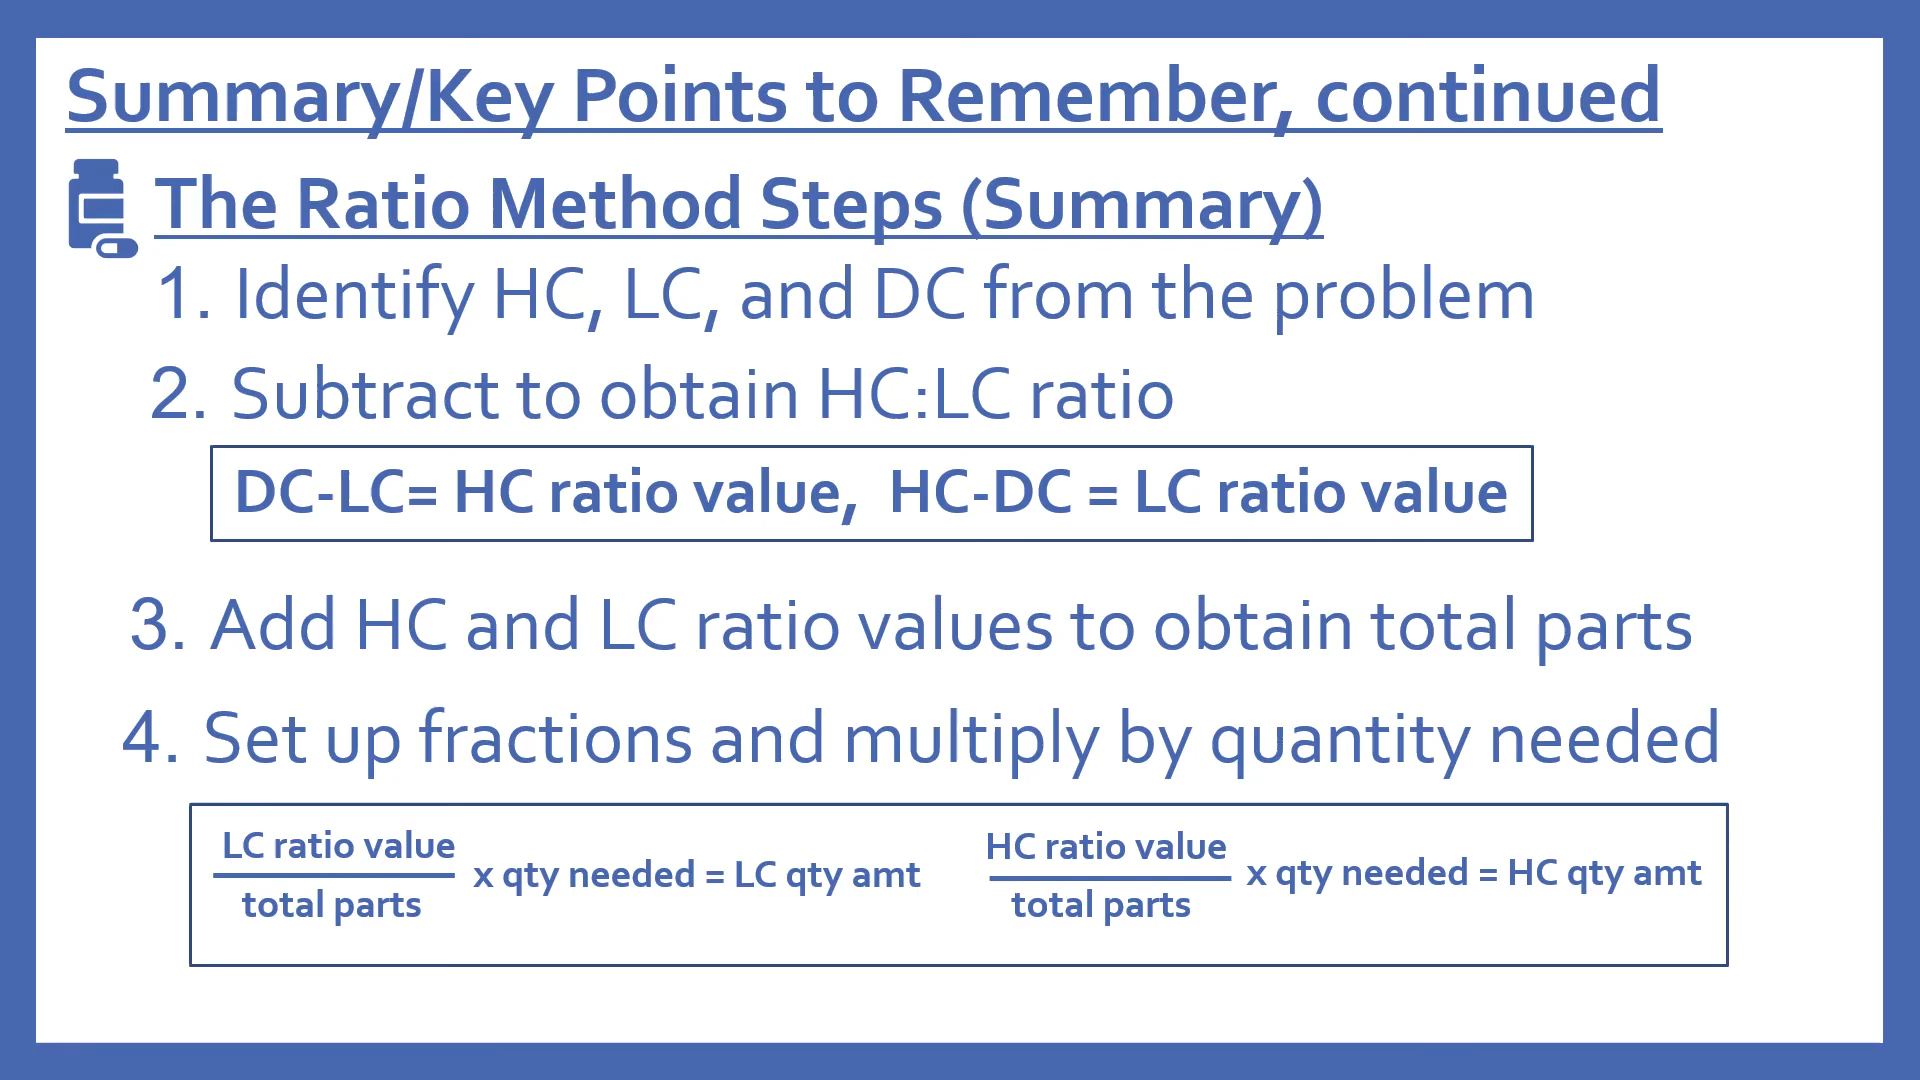 Summary/Key Points to Remember, continued
The Ratio Method Steps (Summary)
1. Identify HC, LC, and DC from the problem
2. Subtract to obtain HC:LC ratio
DC-LC= HC ratio value, HC-DC = LC ratio value
3. Add HC and LC ratio values to obtain total parts
4. Set up fractions and multiply by quantity needed
LC ratio value
total parts
x qty needed = LC qty amt
HC ratio value
total parts
x qty needed = HC qty amt